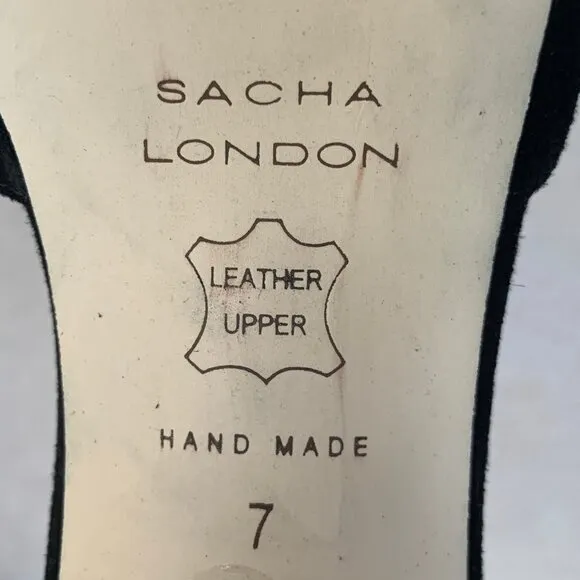 SACHA
LONDON
LEATHER
UPPER
HAND MADE
7